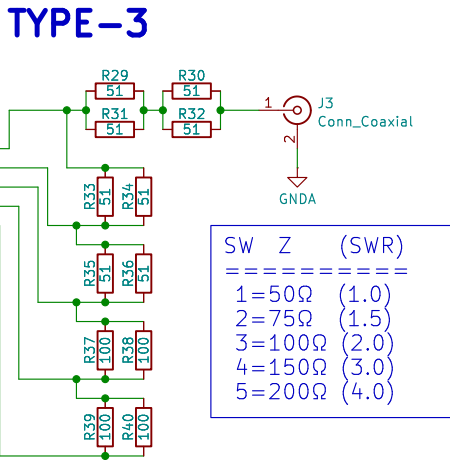 TYPE-3
R29 R30
51 51
1 J3
R31 R32 Conn_Coaxial
51 51
2
R33 51 R34 51
GNDA
R35 51 R36 51
SW Z (SWR)
==========
1=50Ω (1.0)
2=75Ω (1.5)
3=100Ω (2.0)
4=150Ω (3.0)
5=200Ω (4.0)
R37 100 R38 100
R39 100 R40 100